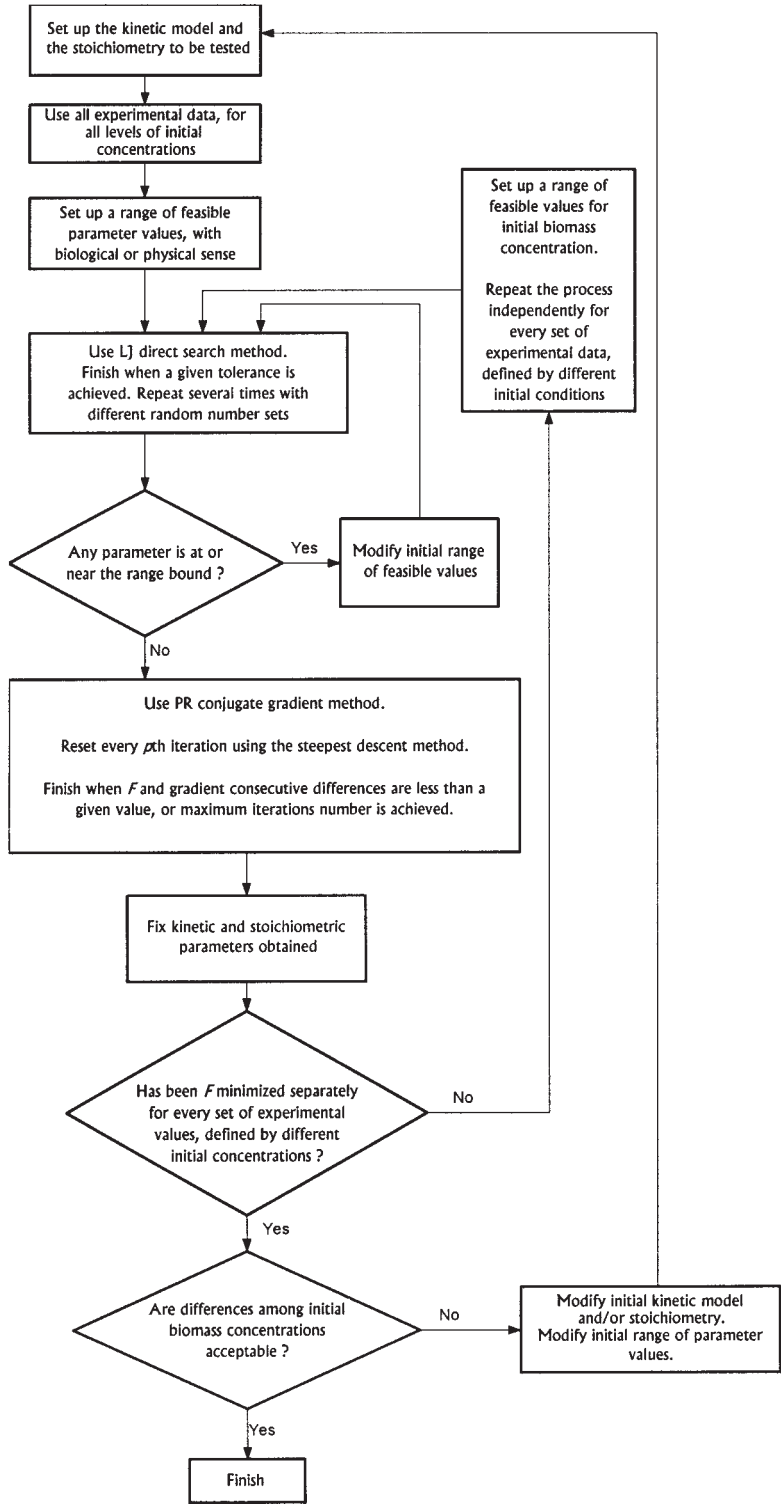 Set up the kinetic model and
the stoichiometry to be tested
Use all experimental data, for
all levels of initial
concentrations
Set up a range of feasible
parameter values, with
biological or physical sense
Set up a range of
feasible values for
initial biomass
concentration.
Repeat the process
independently for
every set of
experimental data,
defined by different
initial conditions
Use LJ direct search method.
Finish when a given tolerance is
achieved. Repeat several times with
different random number sets
Any parameter is at or
near the range bound ?
Yes
Modify initial range
of feasible values
No
Use PR conjugate gradient method.
Reset every pth iteration using the steepest descent method.
Finish when F and gradient consecutive differences are less than a
given value, or maximum iterations number is achieved.
Fix kinetic and stoichiometric
parameters obtained
Has been F minimized separately
for every set of experimental
values, defined by different
initial concentrations ?
No
Yes
Are differences among initial
biomass concentrations
acceptable ?
No
Modify initial kinetic model
and/or stoichiometry.
Modify initial range of parameter
values.
Yes
Finish